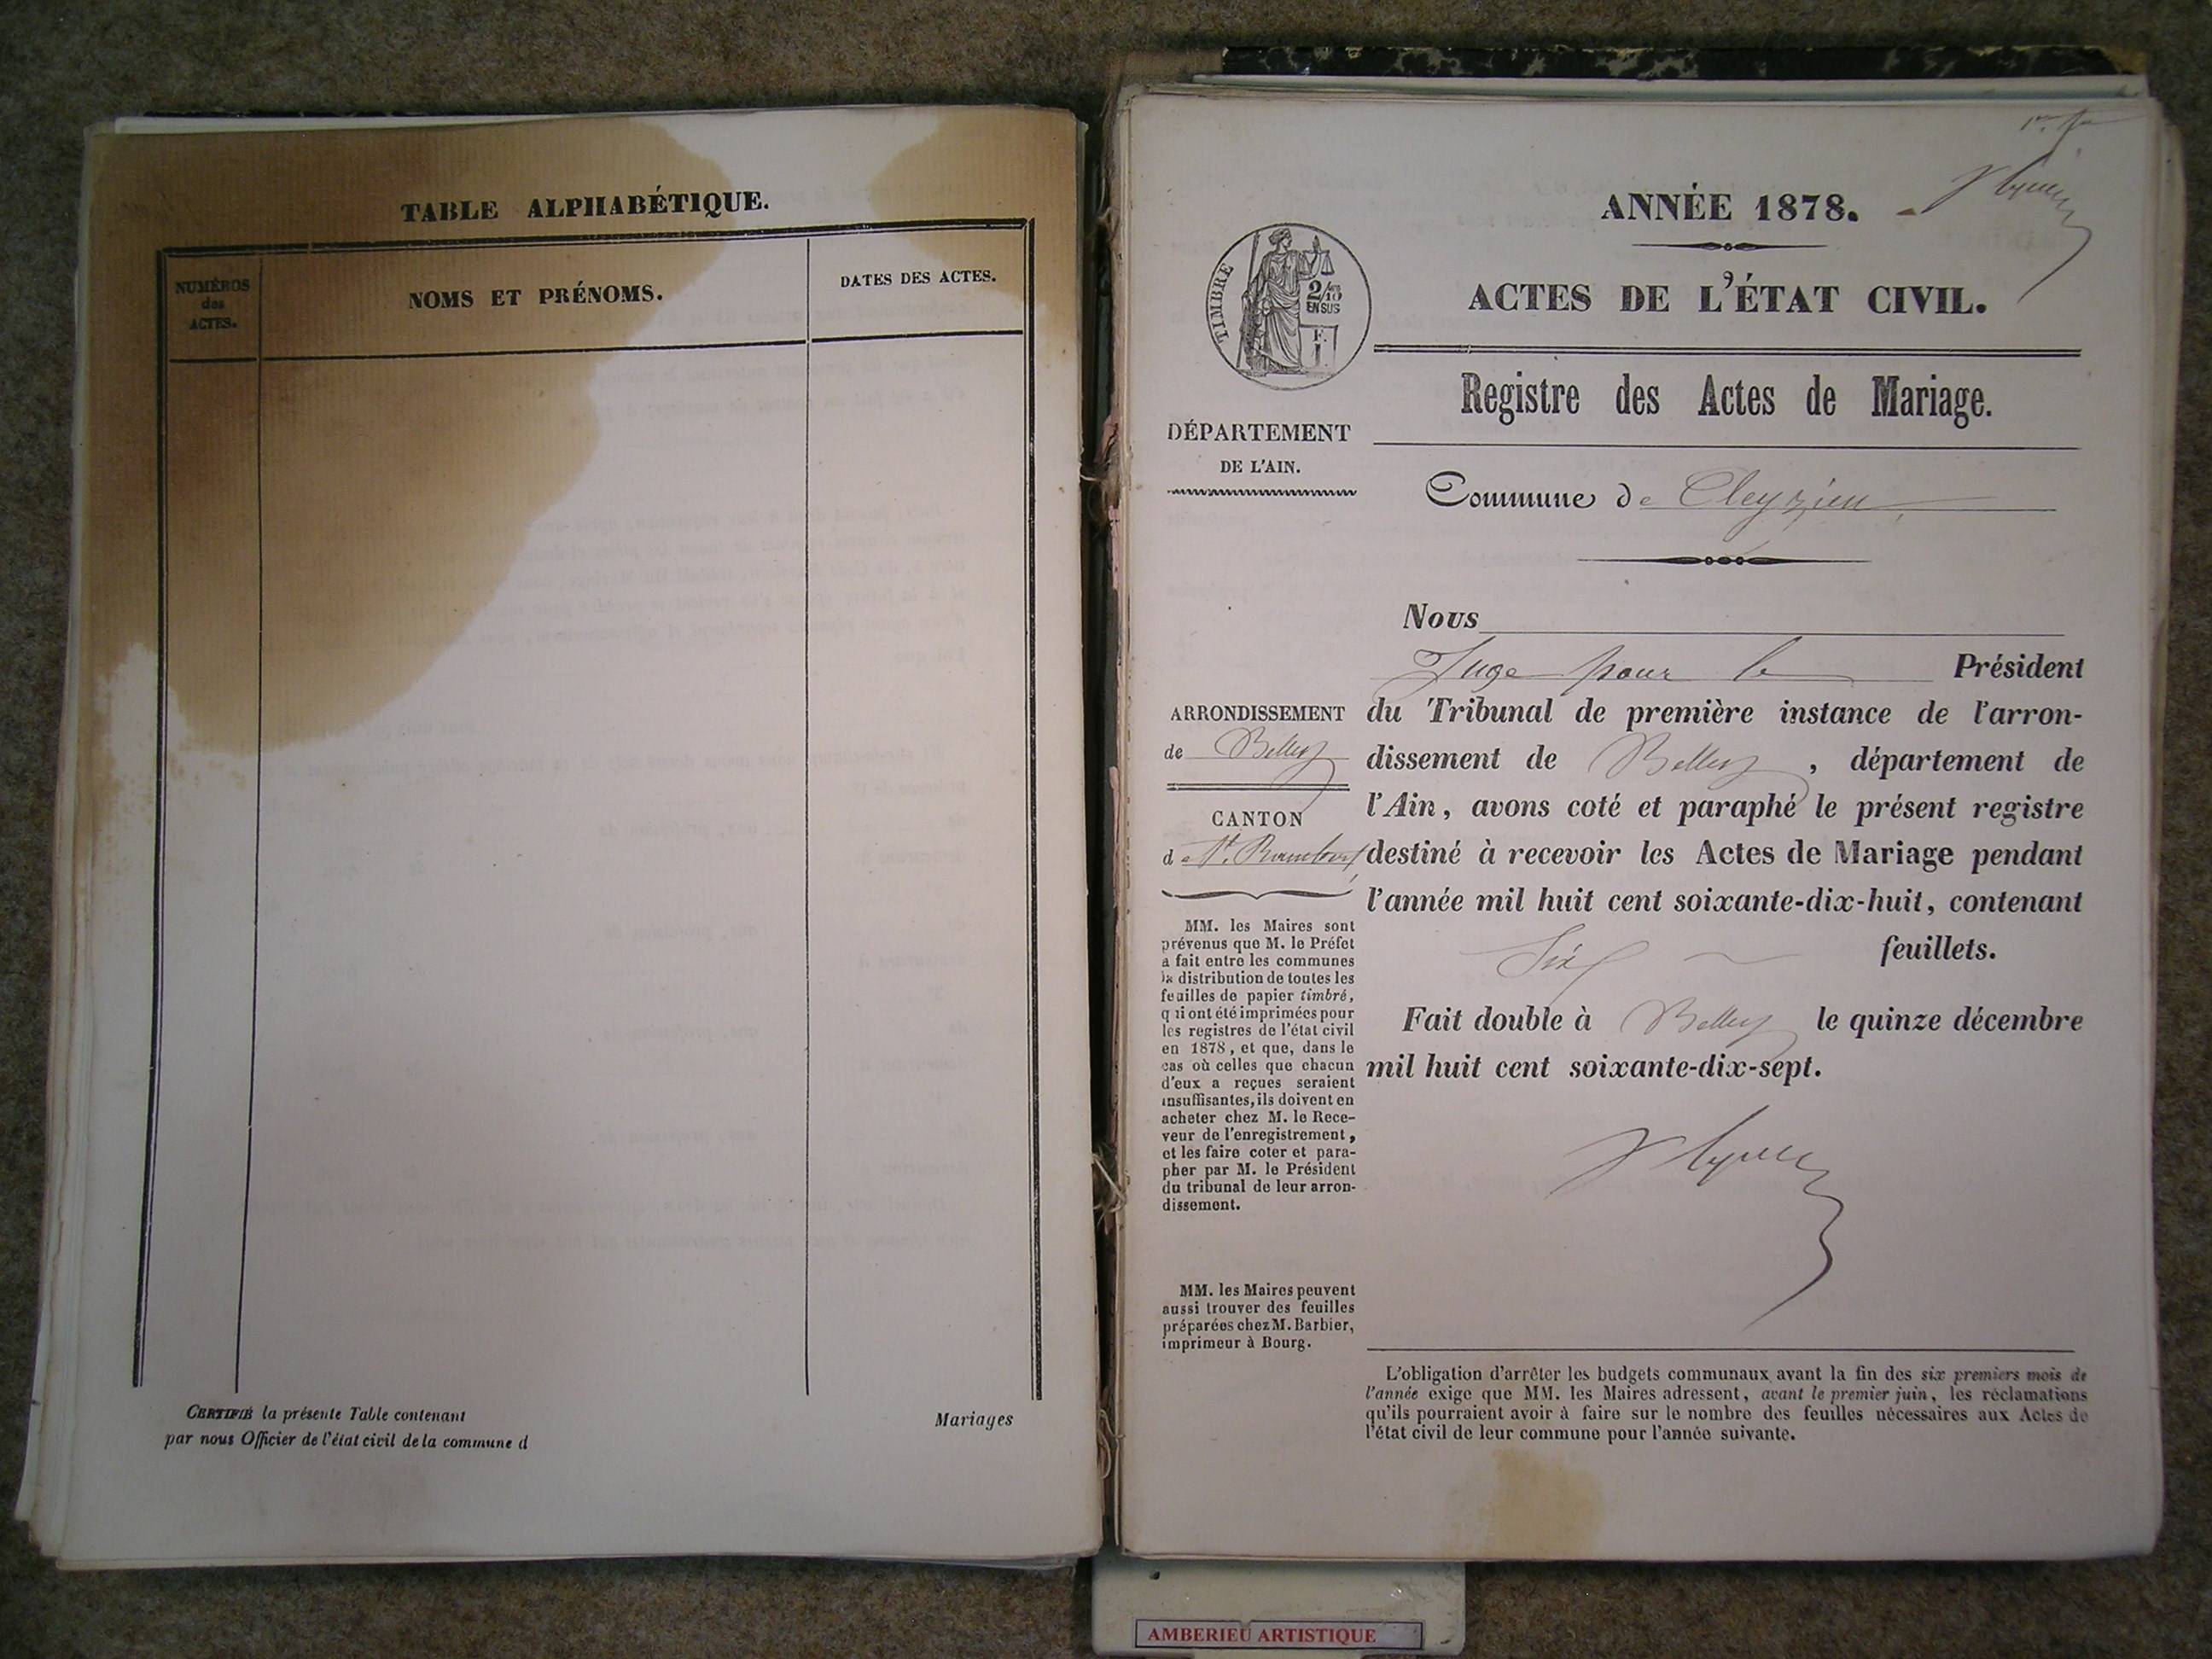 TABLE ALPHABÉTIQUE.
NUMÉROS
des
ACTES.
NOMS ET PRÉNOMS.
DATES DES ACTES.
CERTIFIÉ la présente Table contenant
Mariages
par nous Officier de l'état civil de la commune d
ANNÉE 1878.
ACTES DE L'ÉTAT CIVIL.
TIMBRE
2/10
EN SUS
F.
1
Registre des Actes de Mariage.
DÉPARTEMENT
DE L'AIN.
Commune de Cleyzieu
ARRONDISSEMENT
de Belley
CANTON
de St. Rambert
MM. les Maires sont
prévenus que M. le Préfet
a fait entre les communes
la distribution de toutes les
feuilles de papier timbré,
qui ont été imprimées pour
les registres de l'état civil
en 1878, et que, dans le
cas où celles que chacun
d'eux a reçues seraient
insuffisantes, ils doivent en
acheter chez M. le Rece-
veur de l'enregistrement,
et les faire coter et para-
pher par M. le Président
du tribunal de leur arron-
dissement.
MM. les Maires peuvent
aussi trouver des feuilles
préparées chez M. Barbier,
imprimeur à Bourg.
Nous
Juge pour le Président
du Tribunal de première instance de l'arron-
dissement de Belley, département de
l'Ain, avons coté et paraphé le présent registre
destiné à recevoir les Actes de Mariage pendant
l'année mil huit cent soixante-dix-huit, contenant
Six feuillets.
Fait double à Belley le quinze décembre
mil huit cent soixante-dix-sept.
L'obligation d'arrêter les budgets communaux avant la fin des six premiers mois de
l'année exige que MM. les Maires adressent, avant le premier juin, les réclamations
qu'ils pourraient avoir à faire sur le nombre des feuilles nécessaires aux Actes de
l'état civil de leur commune pour l'année suivante.
AMBERIEU ARTISTIQUE